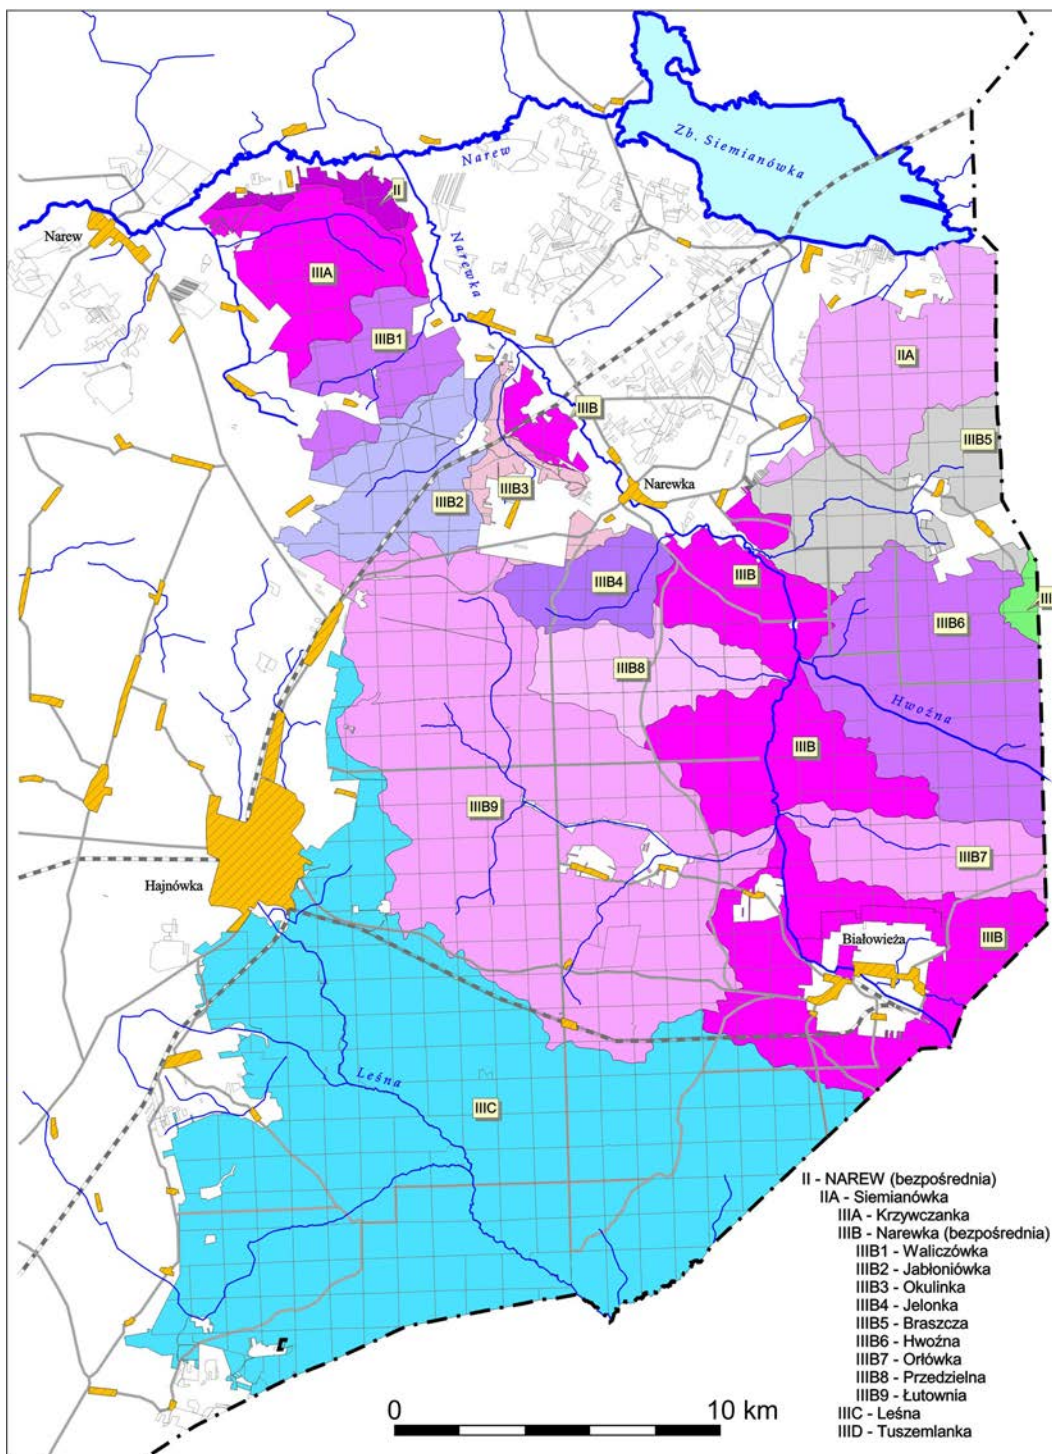 Zb. Siemianówka
Narew
II
Narew
Narewka
IIIA
IIIB1
IIA
IIIB
IIIB5
IIIB3
Narewka
IIIB2
IIIB
IIIB4
III
IIIB6
IIIB8
Hwoźna
IIIB
IIIB9
IIIB7
Hajnówka
Białowieża
IIIB
Leśna
IIIC
II - NAREW (bezpośrednia)
IIA - Siemianówka
IIIA - Krzywczanka
IIIB - Narewka (bezpośrednia)
IIIB1 - Waliczówka
IIIB2 - Jabłoniówka
IIIB3 - Okulinka
IIIB4 - Jelonka
IIIB5 - Braszcza
IIIB6 - Hwoźna
IIIB7 - Orłówka
IIIB8 - Przedzielna
IIIB9 - Łutownia
IIIC - Leśna
IIID - Tuszemlanka
0 10 km